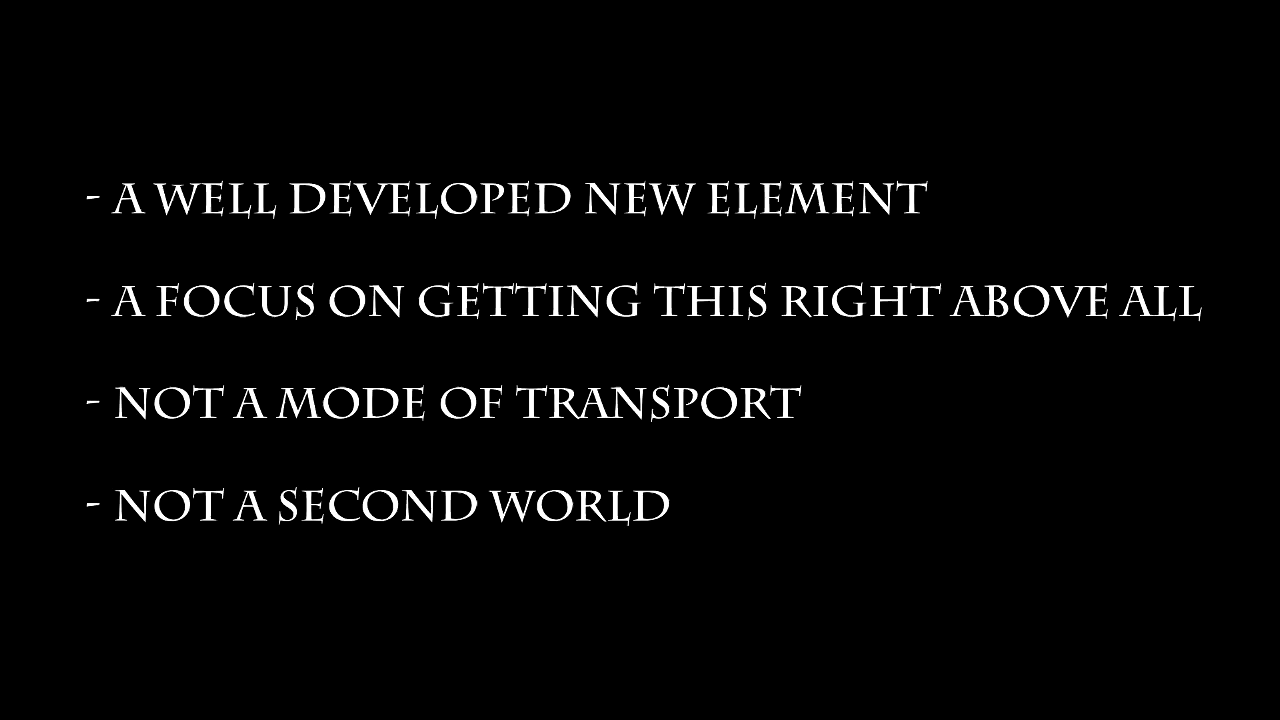 - A WELL DEVELOPED NEW ELEMENT
- A FOCUS ON GETTING THIS RIGHT ABOVE ALL
- NOT A MODE OF TRANSPORT
- NOT A SECOND WORLD